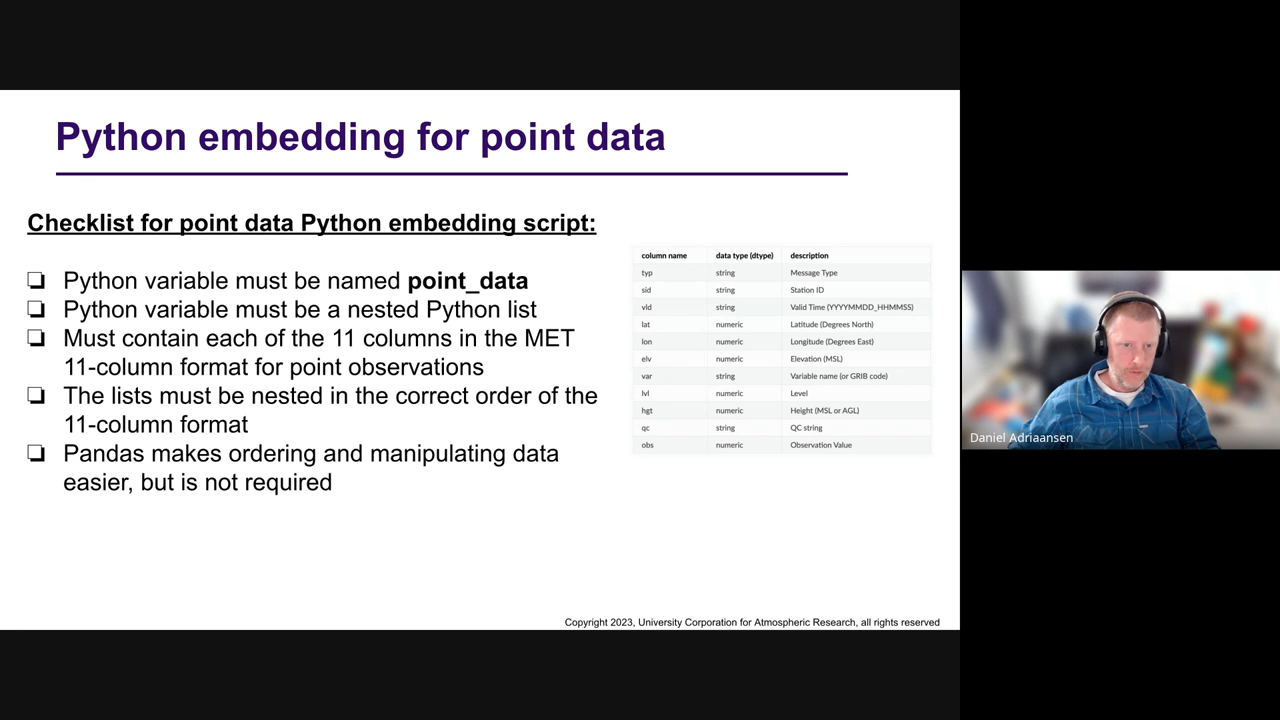 Python embedding for point data
Checklist for point data Python embedding script:
❏ Python variable must be named point_data
❏ Python variable must be a nested Python list
❏ Must contain each of the 11 columns in the MET
11-column format for point observations
❏ The lists must be nested in the correct order of the
11-column format
❏ Pandas makes ordering and manipulating data
easier, but is not required
column name data type (dtype) description
typ string Message Type
sid string Station ID
vld string Valid Time (YYYYMMDD_HHMMSS)
lat numeric Latitude (Degrees North)
lon numeric Longitude (Degrees East)
elv numeric Elevation (MSL)
var string Variable name (or GRIB code)
lvl numeric Level
hgt numeric Height (MSL or AGL)
qc string QC string
obs numeric Observation Value
Daniel Adriaansen
Copyright 2023, University Corporation for Atmospheric Research, all rights reserved